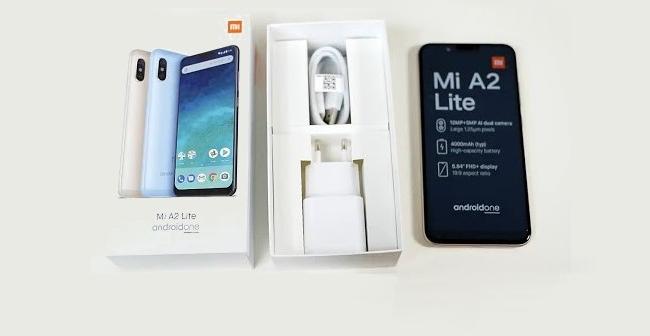 mi
Mi A2 Lite
androidone
mi
Mi A2
Lite
12MP+5MP AI dual camera
Large 1.25μm pixels
4000mAh (typ)
High-capacity battery
5.84" FHD+ display
19:9 aspect ratio
androidone